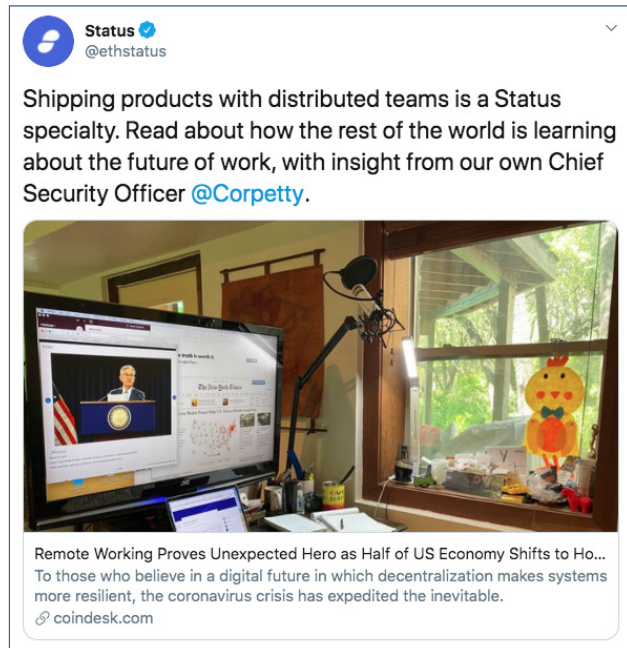 Status
@ethstatus
Shipping products with distributed teams is a Status
specialty. Read about how the rest of the world is learning
about the future of work, with insight from our own Chief
Security Officer @Corpetty.
The New York Times
Remote Working Proves Unexpected Hero as Half of US Economy Shifts to Ho...
To those who believe in a digital future in which decentralization makes systems
more resilient, the coronavirus crisis has expedited the inevitable.
coindesk.com